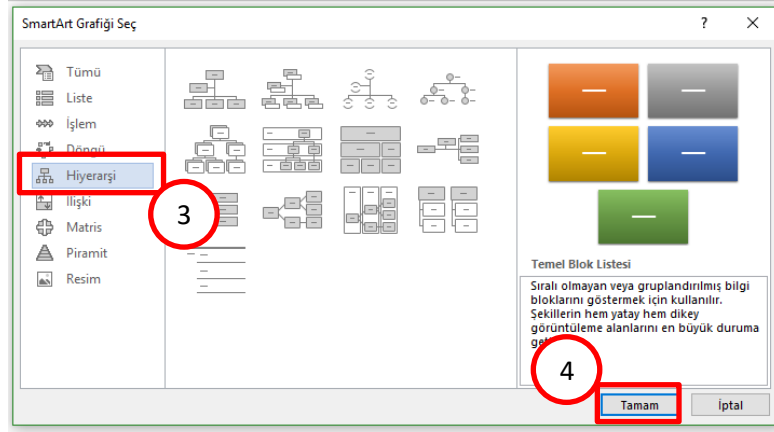 SmartArt Grafiği Seç
?
Tümü
Liste
İşlem
Döngü
Hiyerarşi
İlişki
Matris
Piramit
Resim
3
Temel Blok Listesi
Sıralı olmayan veya gruplandırılmış bilgi
bloklarını göstermek için kullanılır.
Şekillerin hem yatay hem dikey
görüntüleme alanlarını en büyük duruma
4
Tamam
İptal